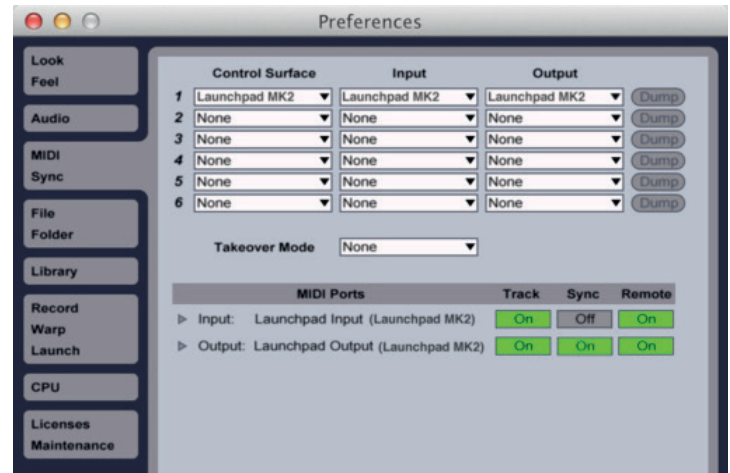 Preferences
Look
Feel
Audio
MIDI
Sync
File
Folder
Library
Record
Warp
Launch
CPU
Licenses
Maintenance
Control Surface Input Output
1 Launchpad MK2 Launchpad MK2 Launchpad MK2 Dump
2 None None None Dump
3 None None None Dump
4 None None None Dump
5 None None None Dump
6 None None None Dump
Takeover Mode None
MIDI Ports Track Sync Remote
Input: Launchpad Input (Launchpad MK2) On Off On
Output: Launchpad Output (Launchpad MK2) On On On